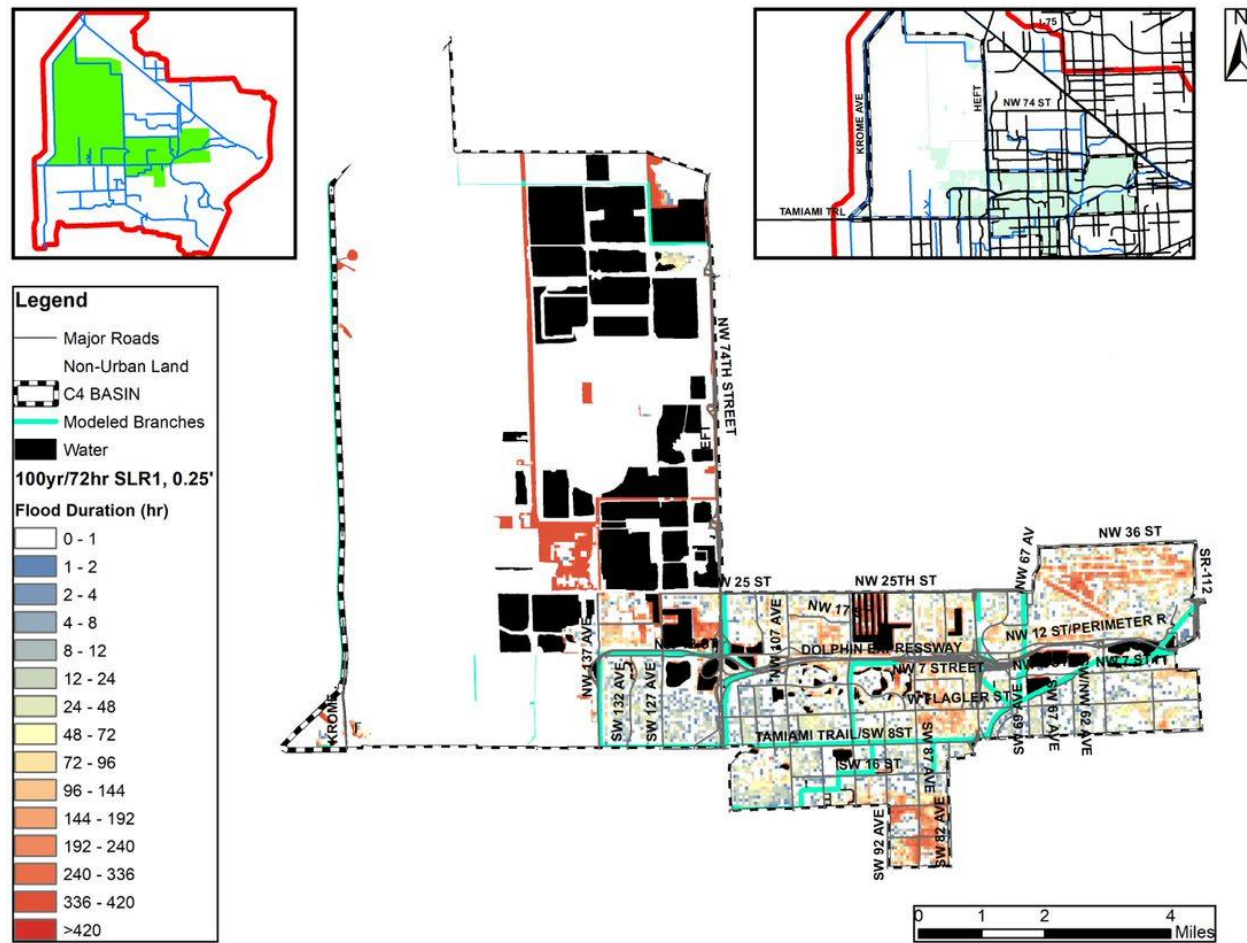 N
I-75
KROME AVE
HEFT
NW 74 ST
TAMIAMI TRL
Legend
Major Roads
Non-Urban Land
C4 BASIN
Modeled Branches
Water
100yr/72hr SLR1, 0.25'
Flood Duration (hr)
0 - 1
1 - 2
2 - 4
4 - 8
8 - 12
12 - 24
24 - 48
48 - 72
72 - 96
96 - 144
144 - 192
192 - 240
240 - 336
336 - 420
>420
NW 74TH STREET
EFT
NW 36 ST
NW 67 AV
SR-112
W 25 ST
NW 25TH ST
NW 17 ST
NW 107 AVE
NW 12 ST/PERIMETER R
NW 137 AVE
DOLPHIN EXPRESSWAY
NW 7 STREET
NW 7 ST
SW 132 AVE
SW 127 AVE
W FLAGLER ST
SW 69 AVE
SW 67 AVE
SW/NW 62 AVE
KROME
TAMIAMI TRAIL/SW 8ST
SW 87 AVE
SW 16 ST
SW 92 AVE
SW 82 AVE
0 1 2 4
Miles